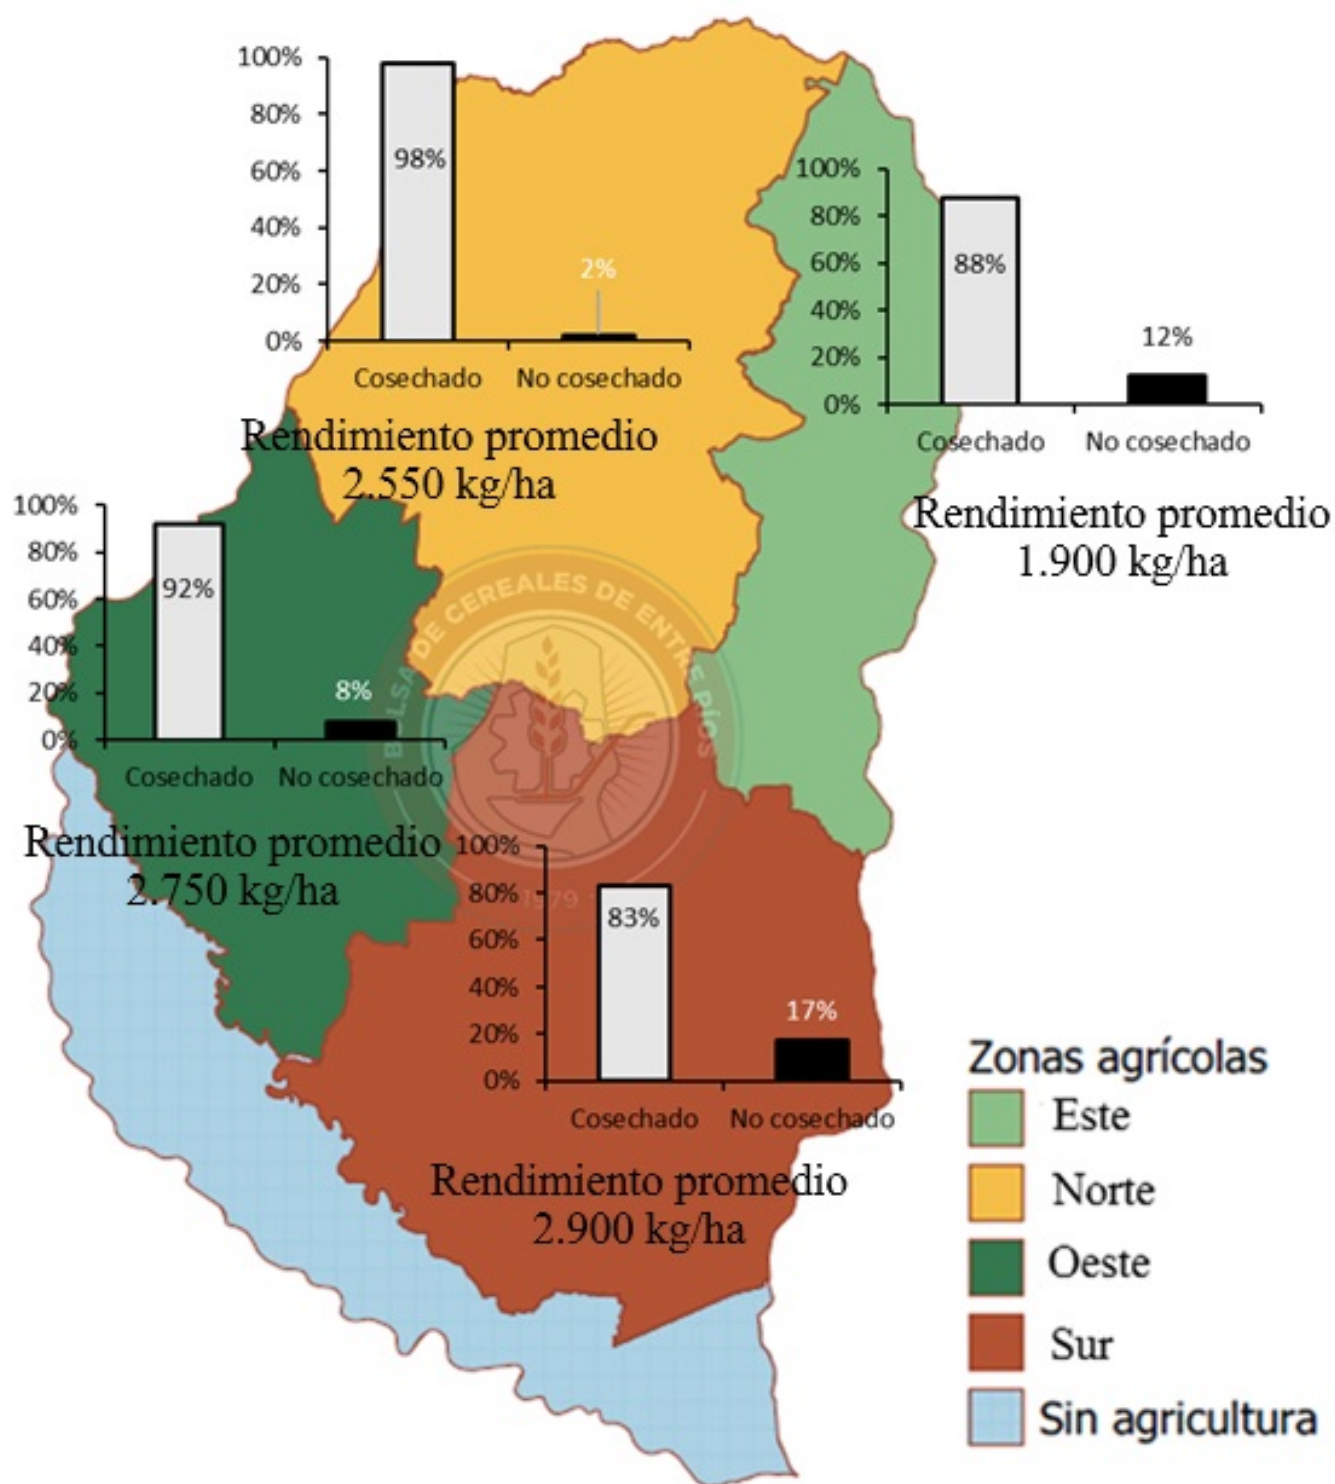 100%
80%
60%
40%
20%
0%
98%
2%
Cosechado
No cosechado
Rendimiento promedio
2.550 kg/ha
100%
80%
60%
40%
20%
0%
88%
12%
Cosechado
No cosechado
Rendimiento promedio
1.900 kg/ha
100%
80%
60%
40%
20%
0%
92%
8%
Cosechado
No cosechado
Rendimiento promedio
2.750 kg/ha
BOLSA DE CEREALES DE ENTRE RÍOS
1979
100%
80%
60%
40%
20%
0%
83%
17%
Cosechado
No cosechado
Rendimiento promedio
2.900 kg/ha
Zonas agrícolas
Este
Norte
Oeste
Sur
Sin agricultura